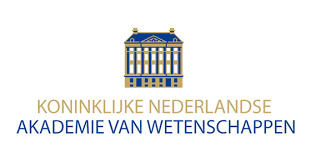 KONINKLIJKE NEDERLANDSE
AKADEMIE VAN WETENSCHAPPEN